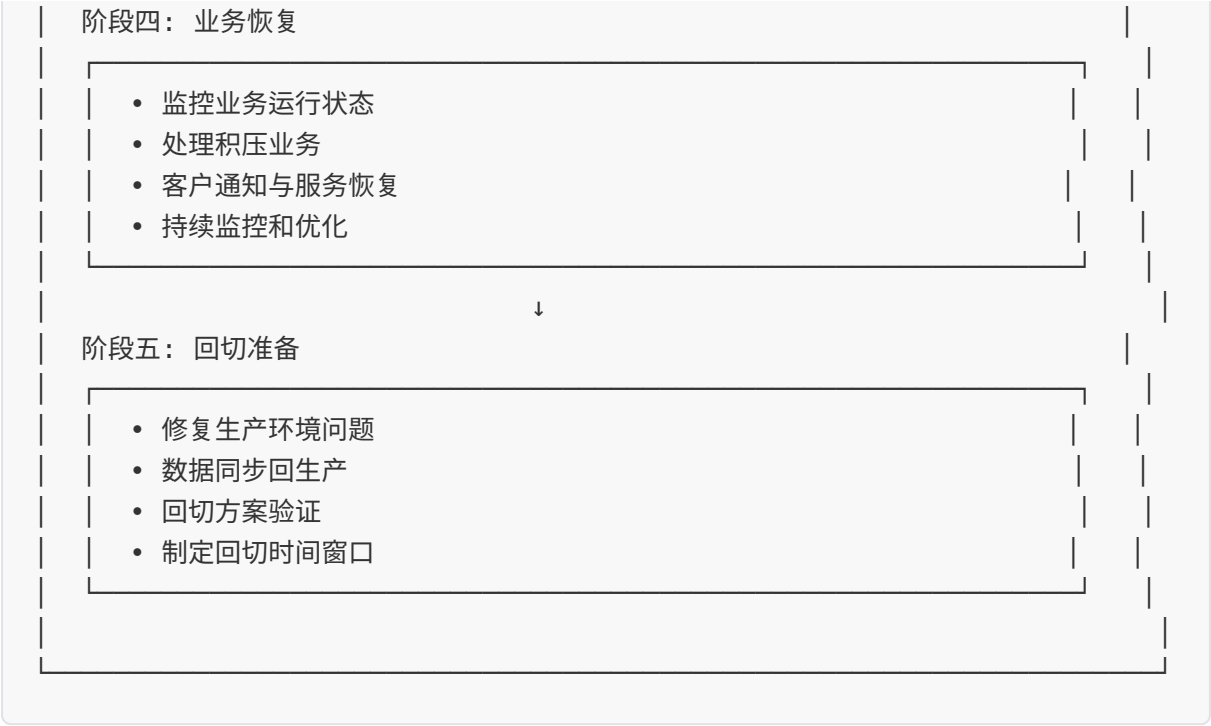 阶段四: 业务恢复
• 监控业务运行状态
• 处理积压业务
• 客户通知与服务恢复
• 持续监控和优化
↓
阶段五: 回切准备
• 修复生产环境问题
• 数据同步回生产
• 回切方案验证
• 制定回切时间窗口